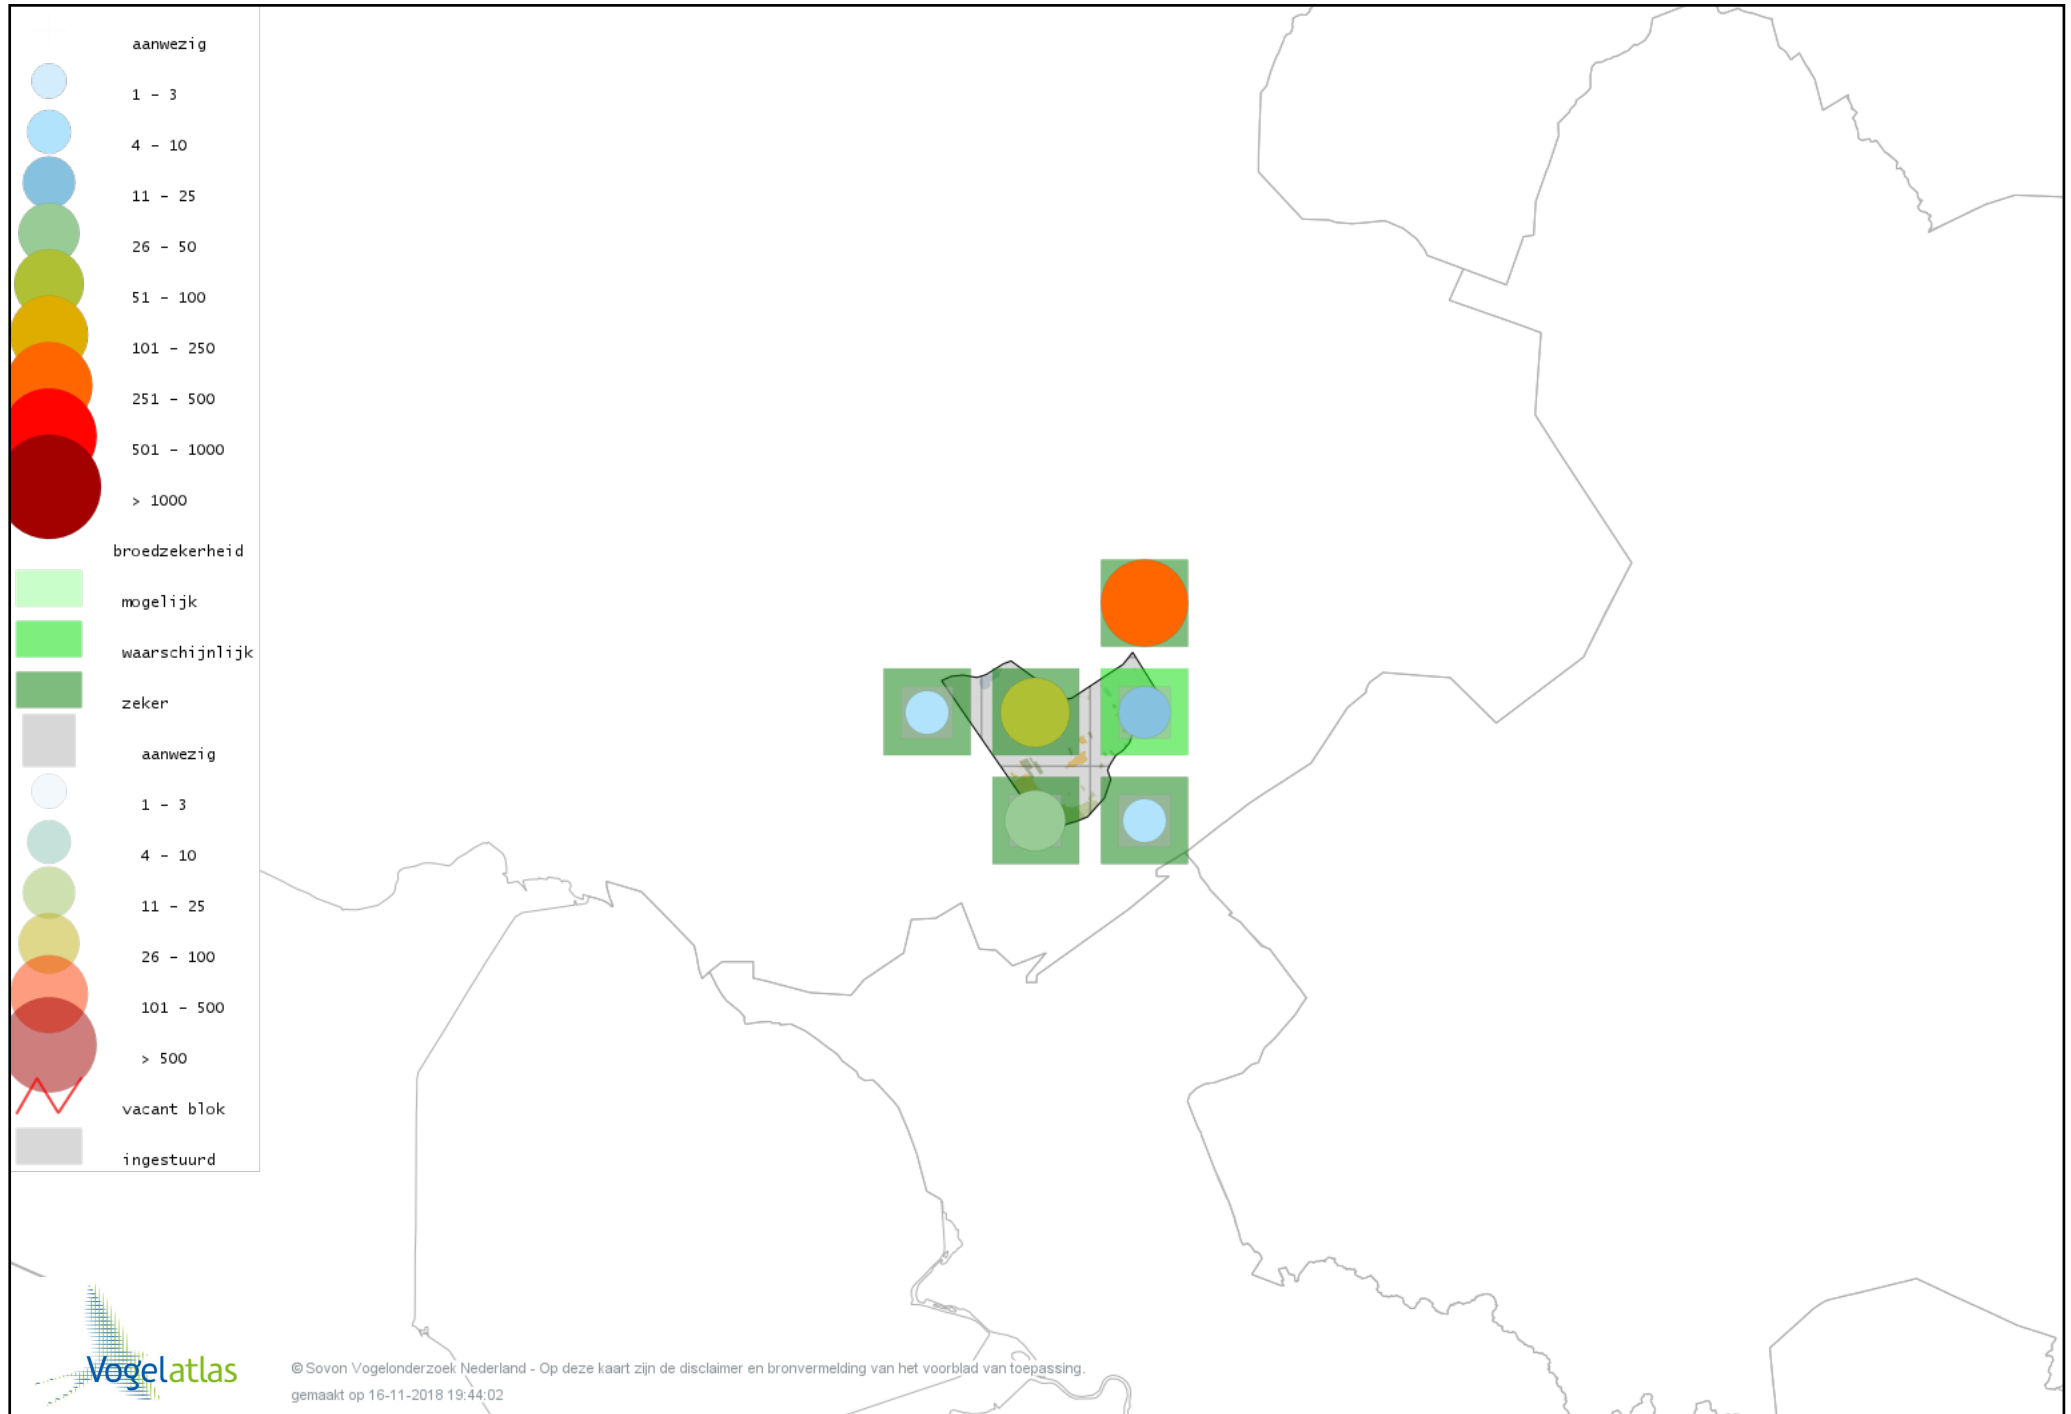 aanwezig
1 - 3
4 - 10
11 - 25
26 - 50
51 - 100
101 - 250
251 - 500
501 - 1000
> 1000
broedzekerheid
mogelijk
waarschijnlijk
zeker
aanwezig
1 - 3
4 - 10
11 - 25
26 - 100
101 - 500
> 500
vacant blok
ingestuurd
Vogelatlas
© Sovon Vogelonderzoek Nederland - Op deze kaart zijn de disclaimer en bronvermelding van het voorblad van toepassing.
gemaakt op 16-11-2018 19:44:02